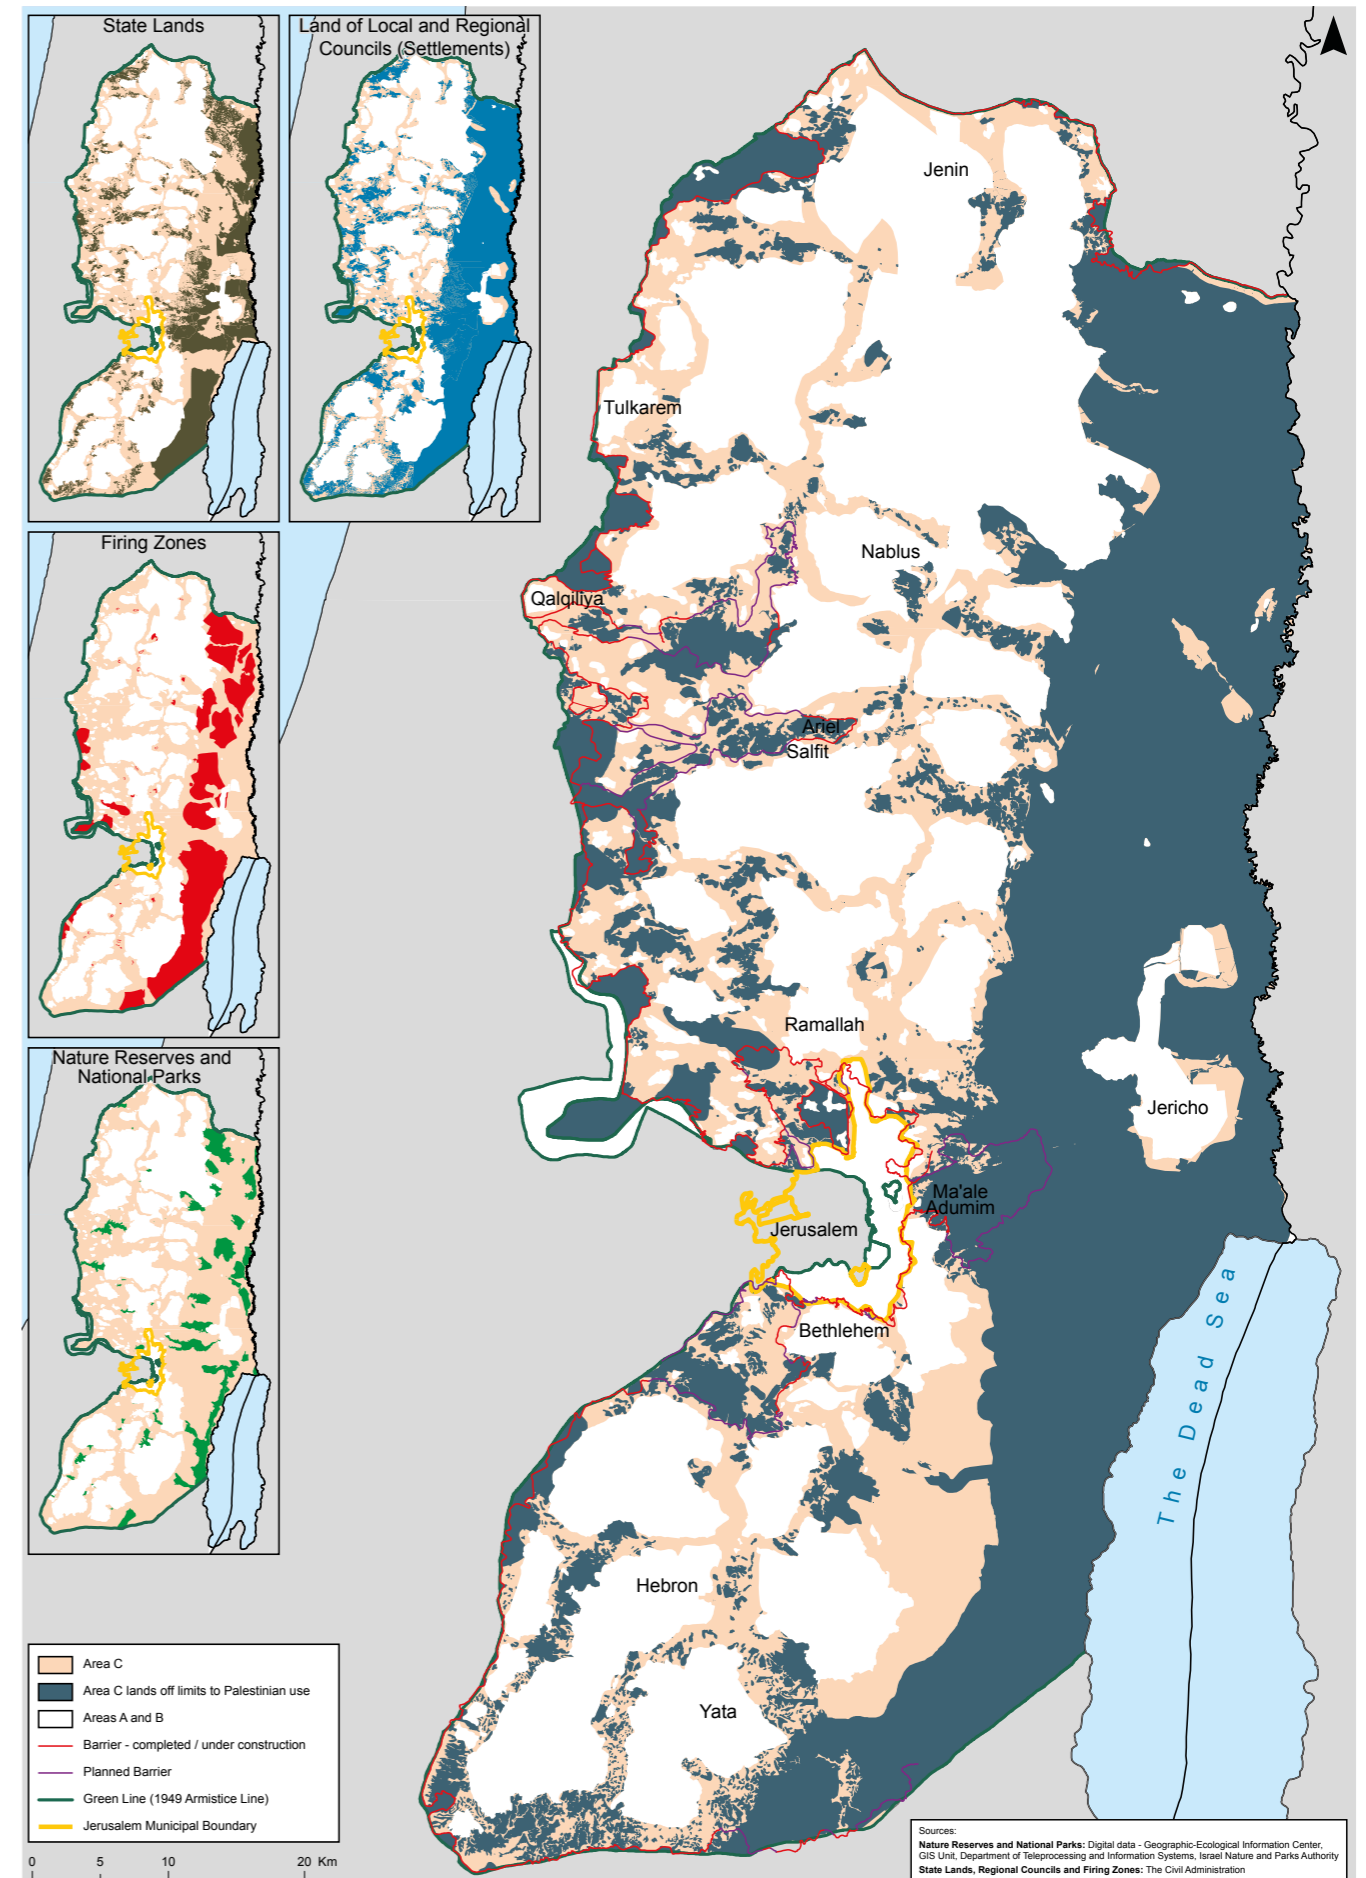 State Lands
Land of Local and Regional
Councils (Settlements)
Firing Zones
Nature Reserves and
National Parks
Jenin
Tulkarem
Nablus
Qalqiliya
Ariel
Salfit
Ramallah
Jericho
Ma'ale
Adumim
Jerusalem
Bethlehem
The Dead Sea
Hebron
Yata
Area C
Area C lands off limits to Palestinian use
Areas A and B
Barrier - completed / under construction
Planned Barrier
Green Line (1949 Armistice Line)
Jerusalem Municipal Boundary
0 5 10 20 Km
Sources:
Nature Reserves and National Parks: Digital data - Geographic-Ecological Information Center,
GIS Unit, Department of Teleprocessing and Information Systems, Israel Nature and Parks Authority
State Lands, Regional Councils and Firing Zones: The Civil Administration